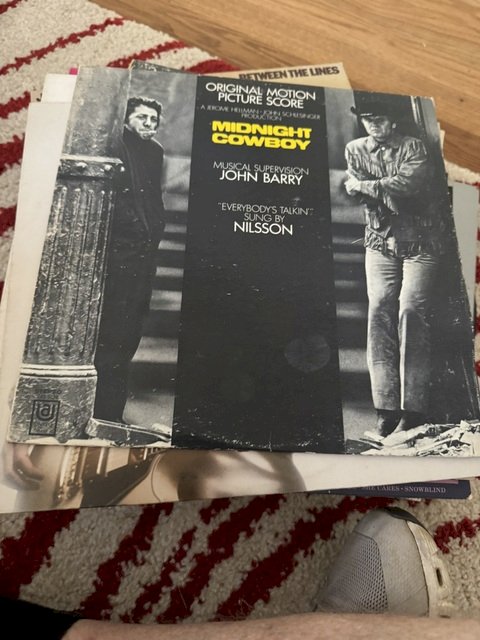 BETWEEN THE LINES
ORIGINAL MOTION
PICTURE SCORE
A JEROME HELLMAN · JOHN SCHLESINGER
PRODUCTION
MIDNIGHT
COWBOY
MUSICAL SUPERVISION
JOHN BARRY
"EVERYBODY'S TALKIN'"
SUNG BY
NILSSON
CARES · SNOWBLIND